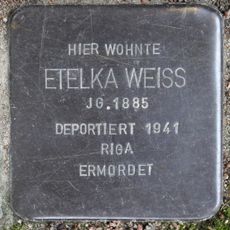 HIER WOHNTE
ETELKA WEISS
JG. 1885
DEPORTIERT 1941
RIGA
ERMORDET